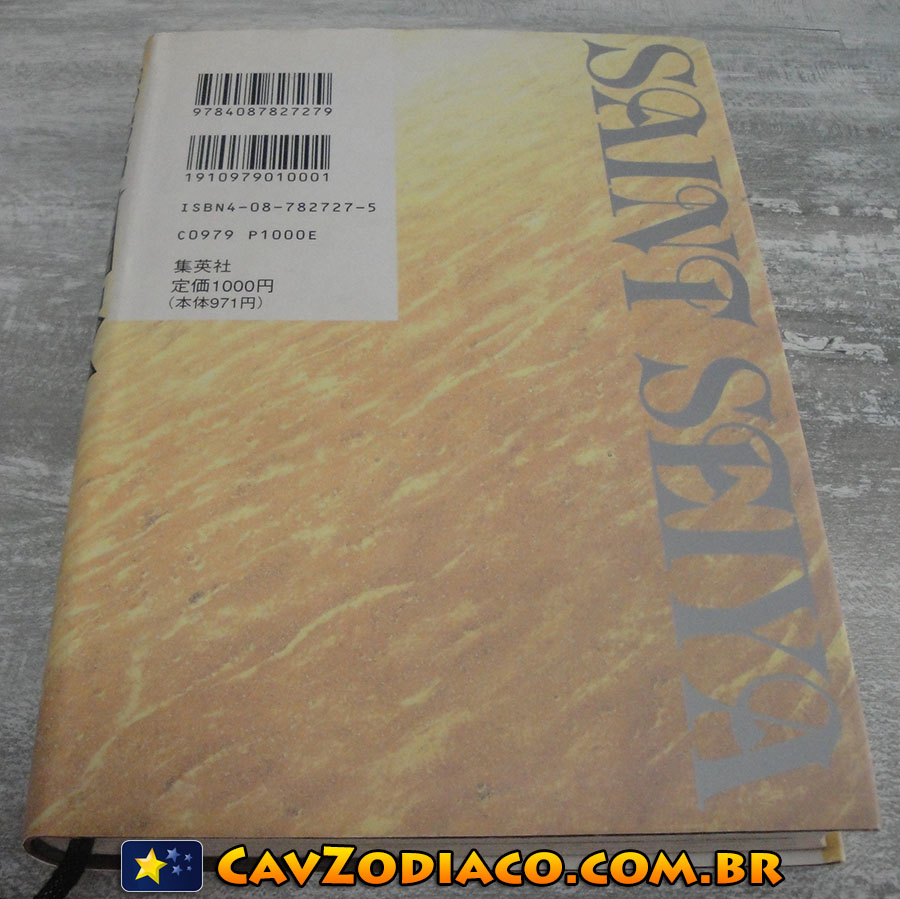 9784087827279
1910979010001
ISBN4-08-782727-5
C0979 P1000E
集英社
定価1000円
(本体971円)
SAINT SEIYA
CAVZODIACO.COM.BR